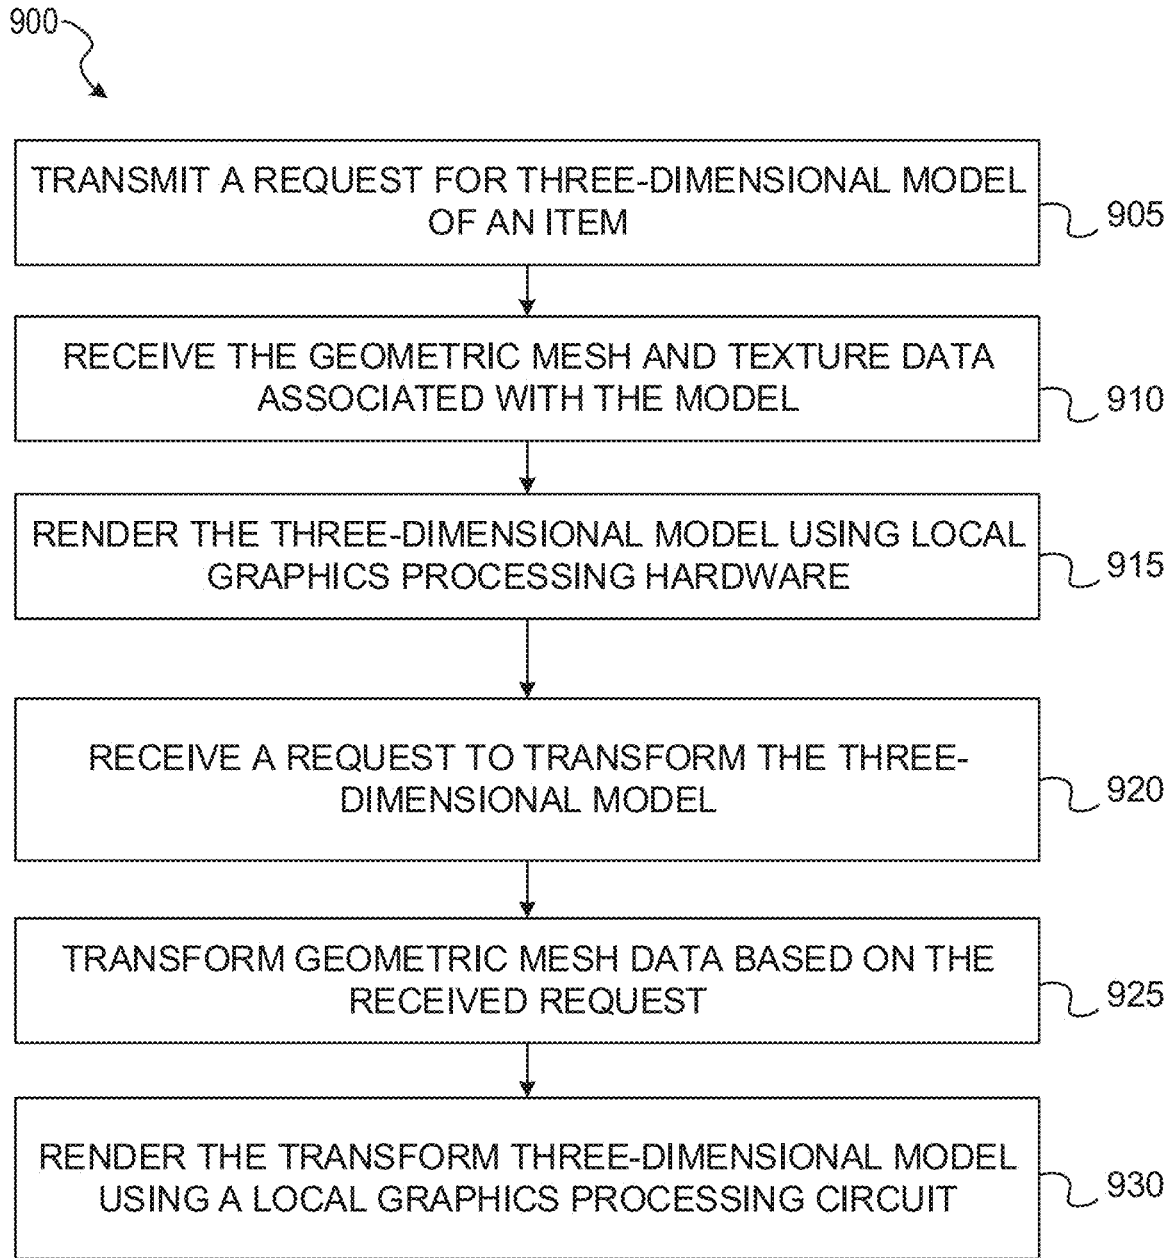 900
TRANSMIT A REQUEST FOR THREE-DIMENSIONAL MODEL
OF AN ITEM
905
RECEIVE THE GEOMETRIC MESH AND TEXTURE DATA
ASSOCIATED WITH THE MODEL
910
RENDER THE THREE-DIMENSIONAL MODEL USING LOCAL
GRAPHICS PROCESSING HARDWARE
915
RECEIVE A REQUEST TO TRANSFORM THE THREE-
DIMENSIONAL MODEL
920
TRANSFORM GEOMETRIC MESH DATA BASED ON THE
RECEIVED REQUEST
925
RENDER THE TRANSFORM THREE-DIMENSIONAL MODEL
USING A LOCAL GRAPHICS PROCESSING CIRCUIT
930